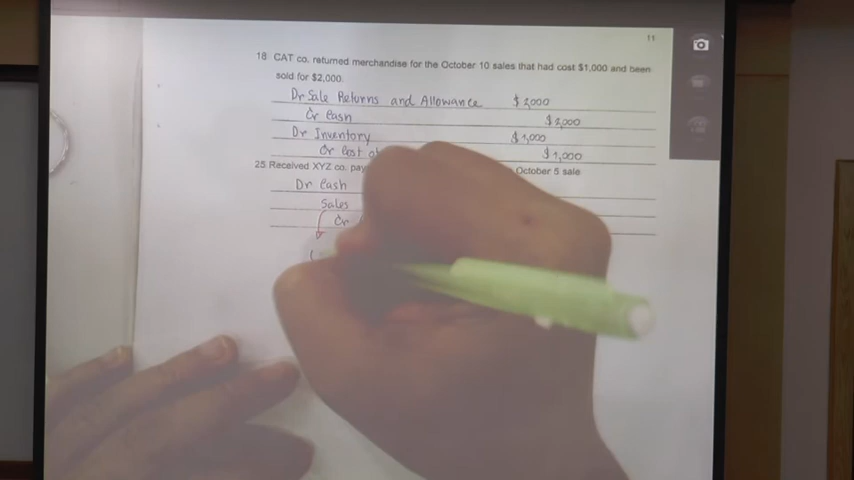 11
18 CAT co. returned merchandise for the October 10 sales that had cost $1,000 and been
sold for $2,000.
Dr Sale Returns and Allowance $ 2,000
Cr Cash $ 2,000
Dr Inventory $ 1,000
Cr Cost $ 1,000
25 Received XYZ co. October 5 sale
Dr Cash
Sales
Cr